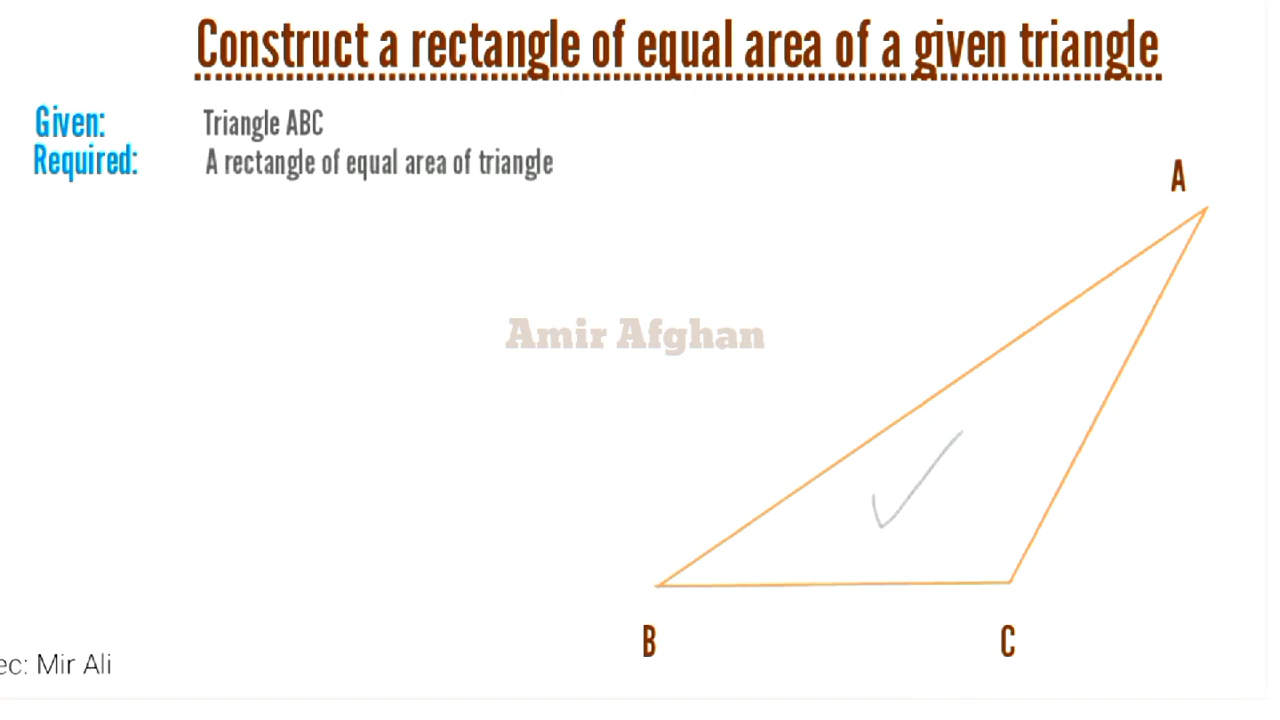 Construct a rectangle of equal area of a given triangle
Given: Triangle ABC
Required: A rectangle of equal area of triangle
A
Amir Afghan
B C
ec: Mir Ali